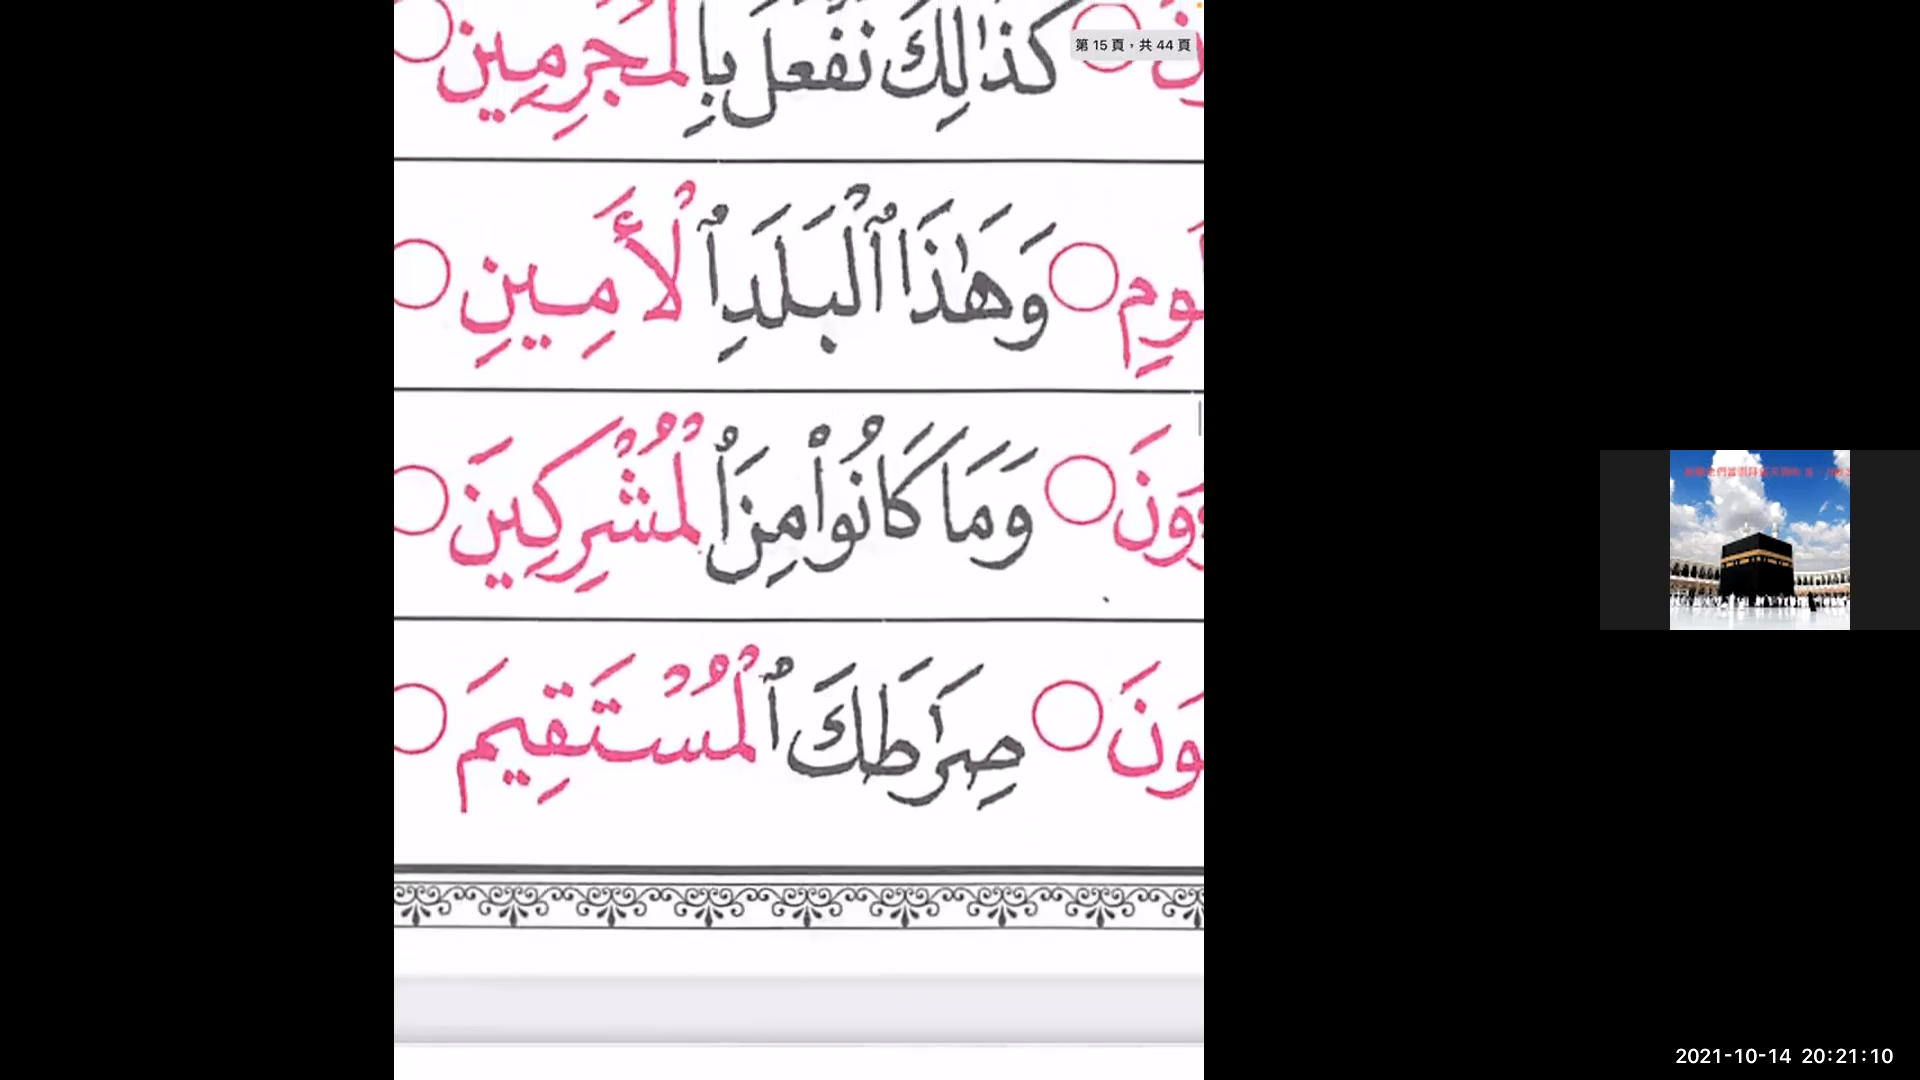 كَذَٰلِكَ نَفْعَلُ بِٱلْمُجْرِمِينَ
第 15 頁，共 44 頁
وَهَٰذَا ٱلْبَلَدِ ٱلْأَمِينِ
وَمَا كَانُوا۟ مِنَ ٱلْمُشْرِكِينَ
صِرَٰطَكَ ٱلْمُسْتَقِيمَ
2021-10-14 20:21:10